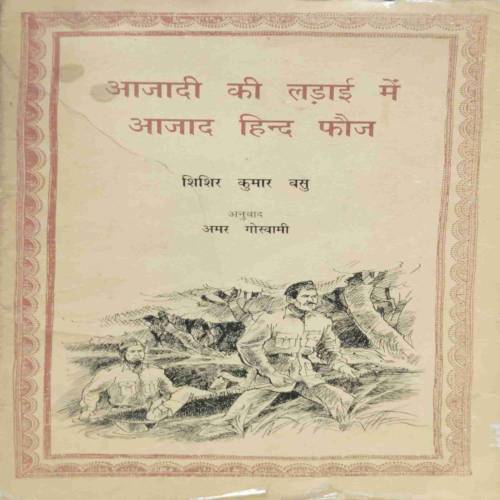 आजादी की लड़ाई में
आजाद हिन्द फौज
शिशिर कुमार बसु
अनुवाद
अमर गोस्वामी